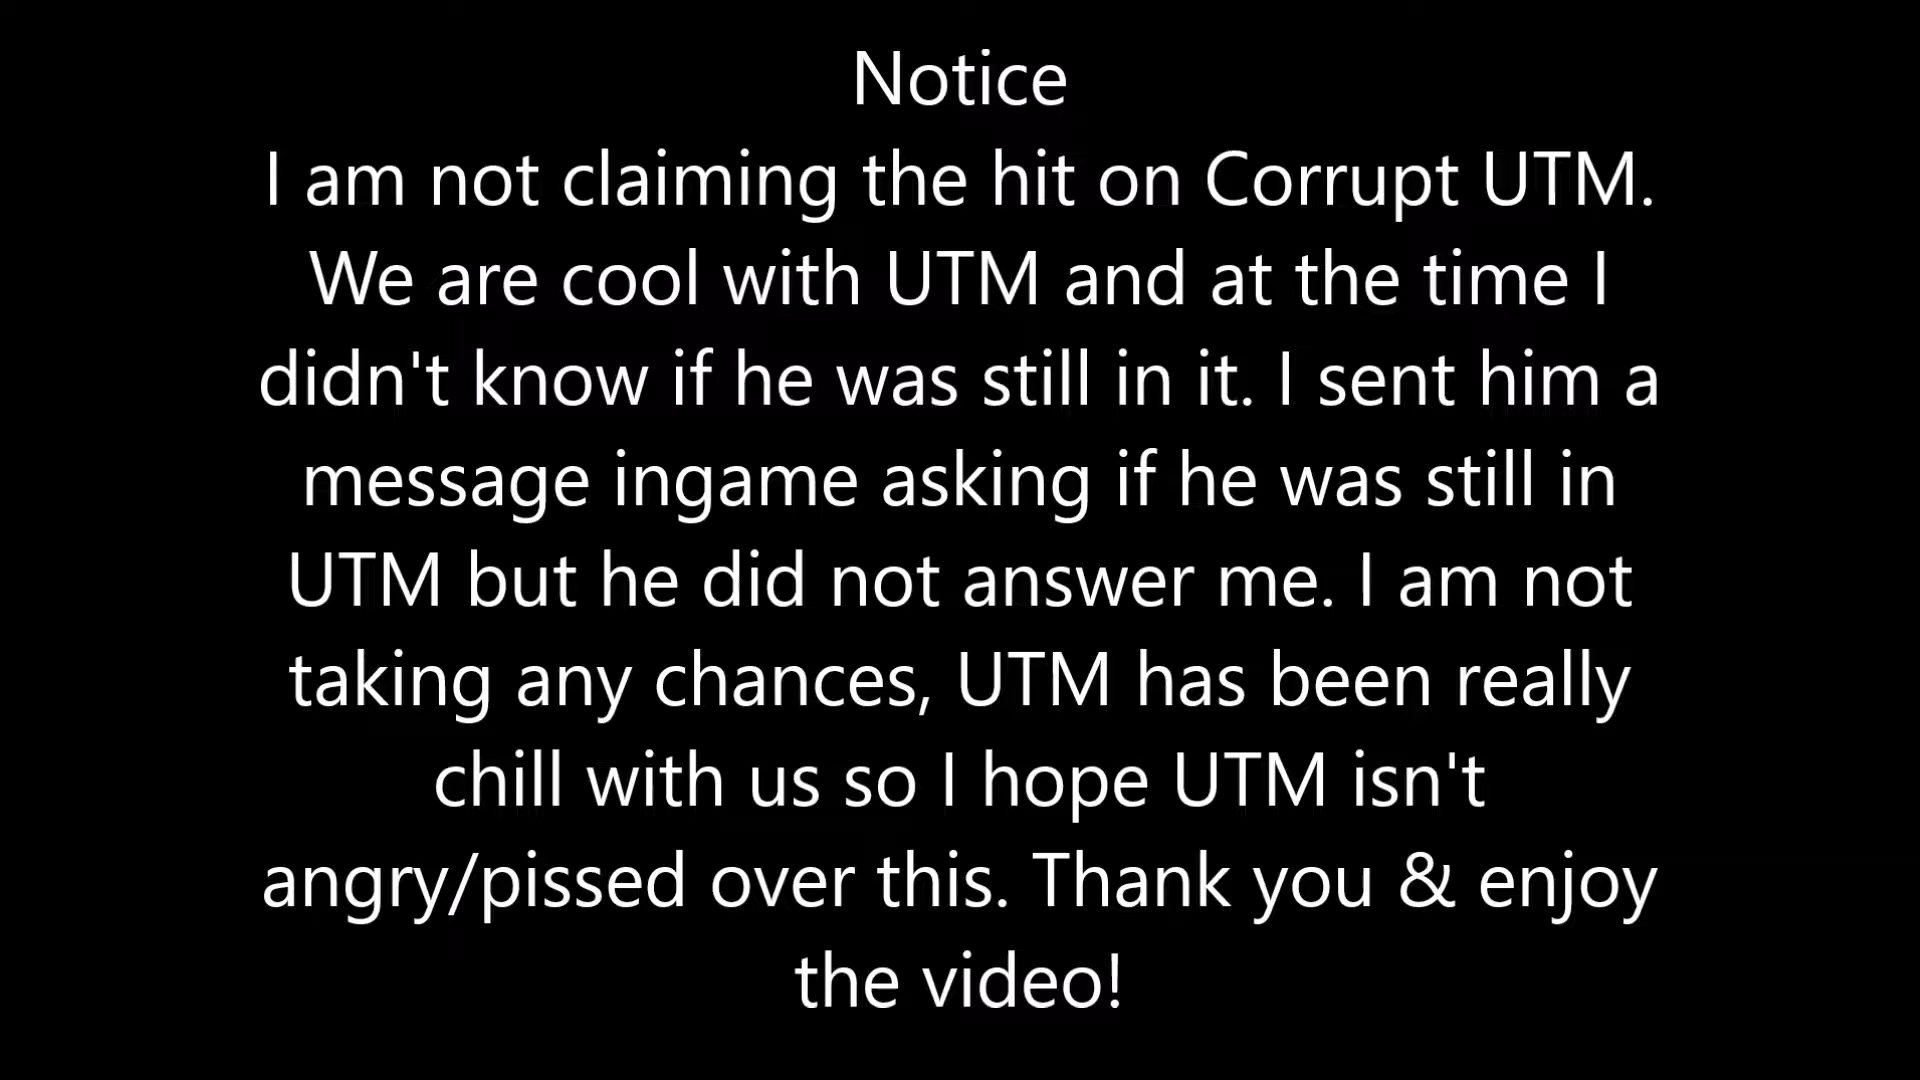 Notice
I am not claiming the hit on Corrupt UTM.
We are cool with UTM and at the time I
didn't know if he was still in it. I sent him a
message ingame asking if he was still in
UTM but he did not answer me. I am not
taking any chances, UTM has been really
chill with us so I hope UTM isn't
angry/pissed over this. Thank you & enjoy
the video!